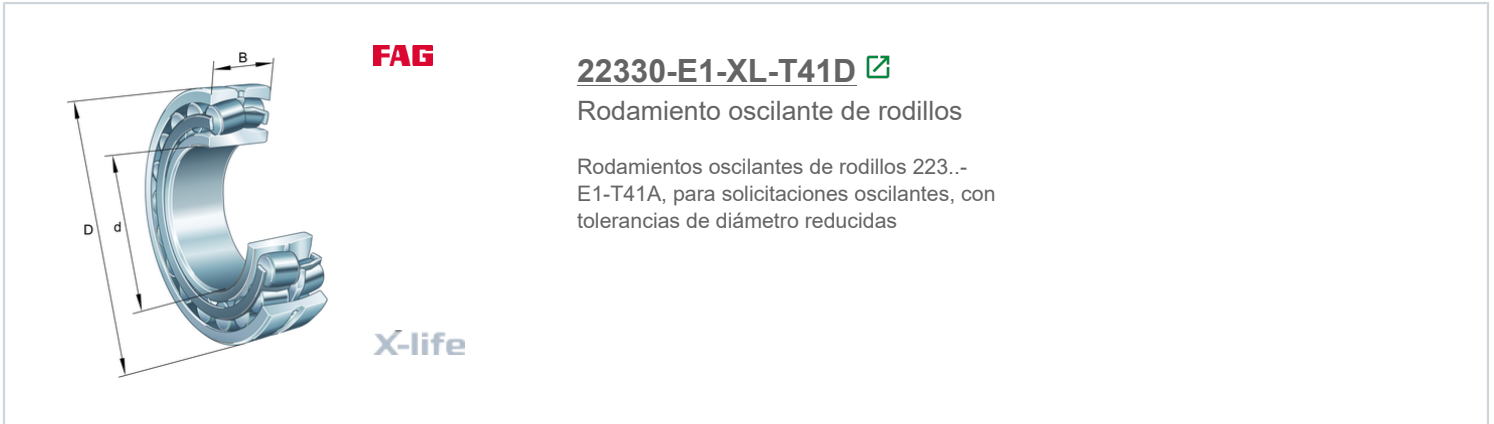 B
FAG
22330-E1-XL-T41D
Rodamiento oscilante de rodillos
Rodamientos oscilantes de rodillos 223..-
E1-T41A, para solicitaciones oscilantes, con
tolerancias de diámetro reducidas
D
d
X-life